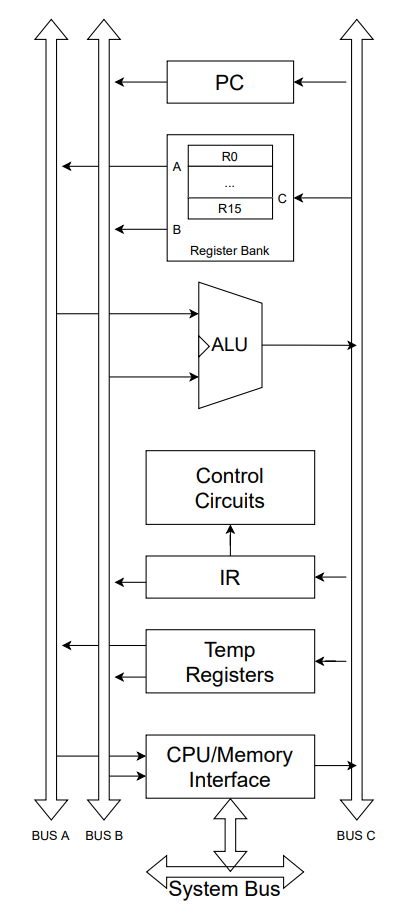 PC
A
R0
...
C
R15
B
Register Bank
ALU
Control
Circuits
IR
Temp
Registers
CPU/Memory
Interface
BUS A
BUS B
BUS C
System Bus